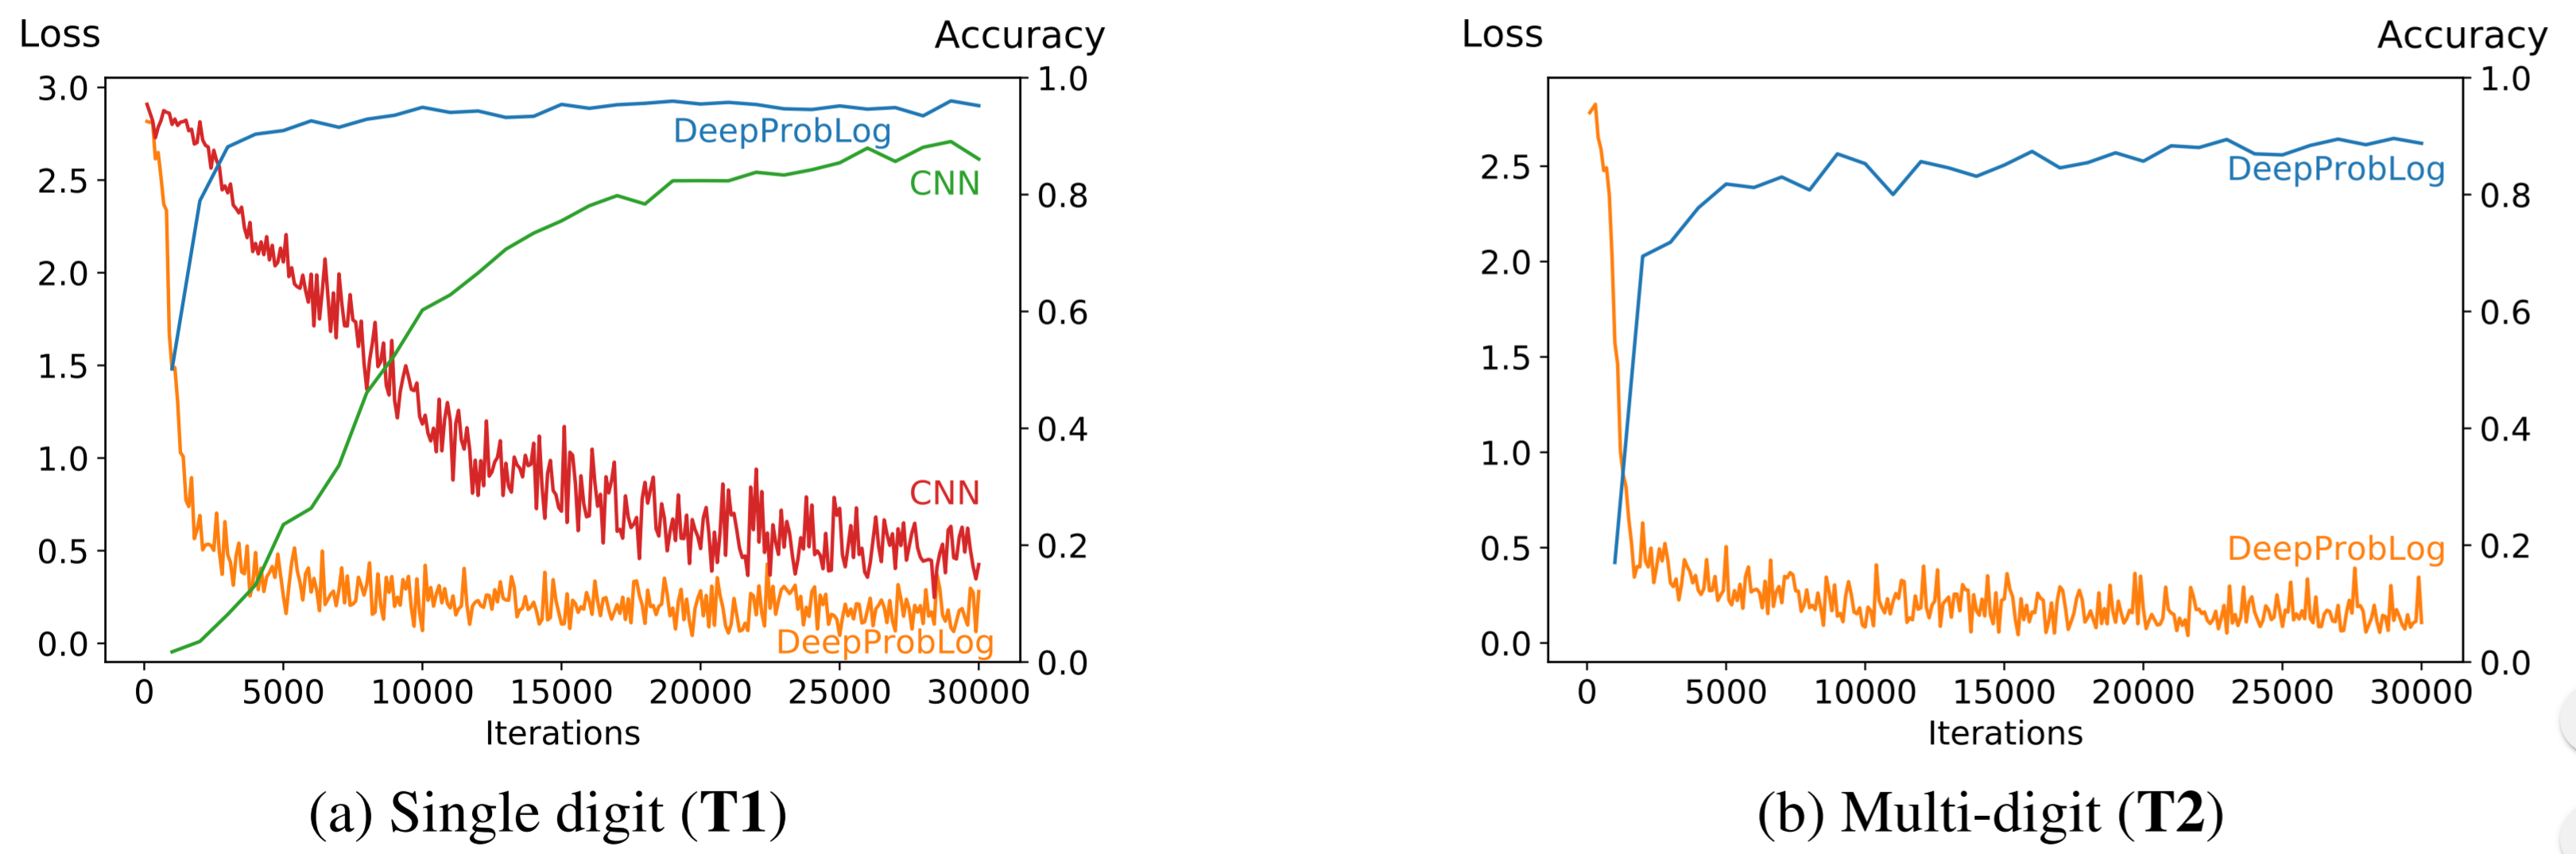 Loss Accuracy
3.0 1.0
DeepProbLog
2.5 CNN 0.8
2.0
0.6
1.5
0.4
1.0
CNN
0.5 0.2
DeepProbLog
0.0 0.0
0 5000 10000 15000 20000 25000 30000
Iterations
(a) Single digit (T1)
Loss Accuracy
1.0
2.5 DeepProbLog 0.8
2.0
0.6
1.5
0.4
1.0
0.5 DeepProbLog 0.2
0.0 0.0
0 5000 10000 15000 20000 25000 30000
Iterations
(b) Multi-digit (T2)